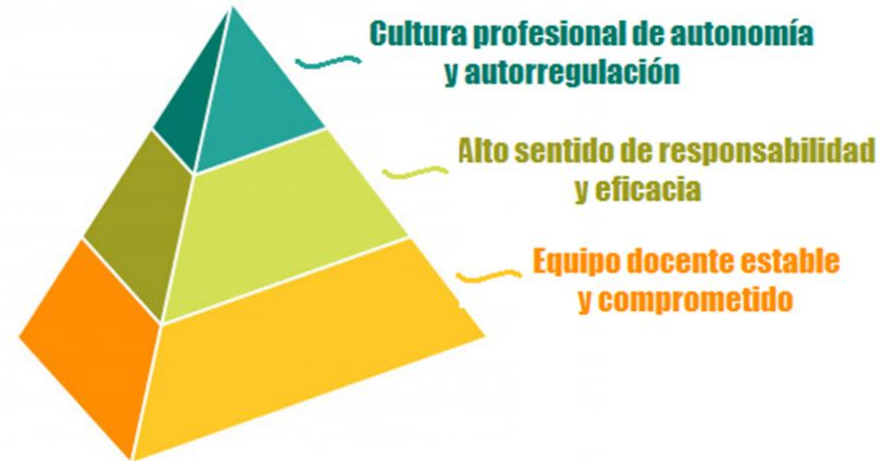 Cultura profesional de autonomía
y autorregulación
Alto sentido de responsabilidad
y eficacia
Equipo docente estable
y comprometido